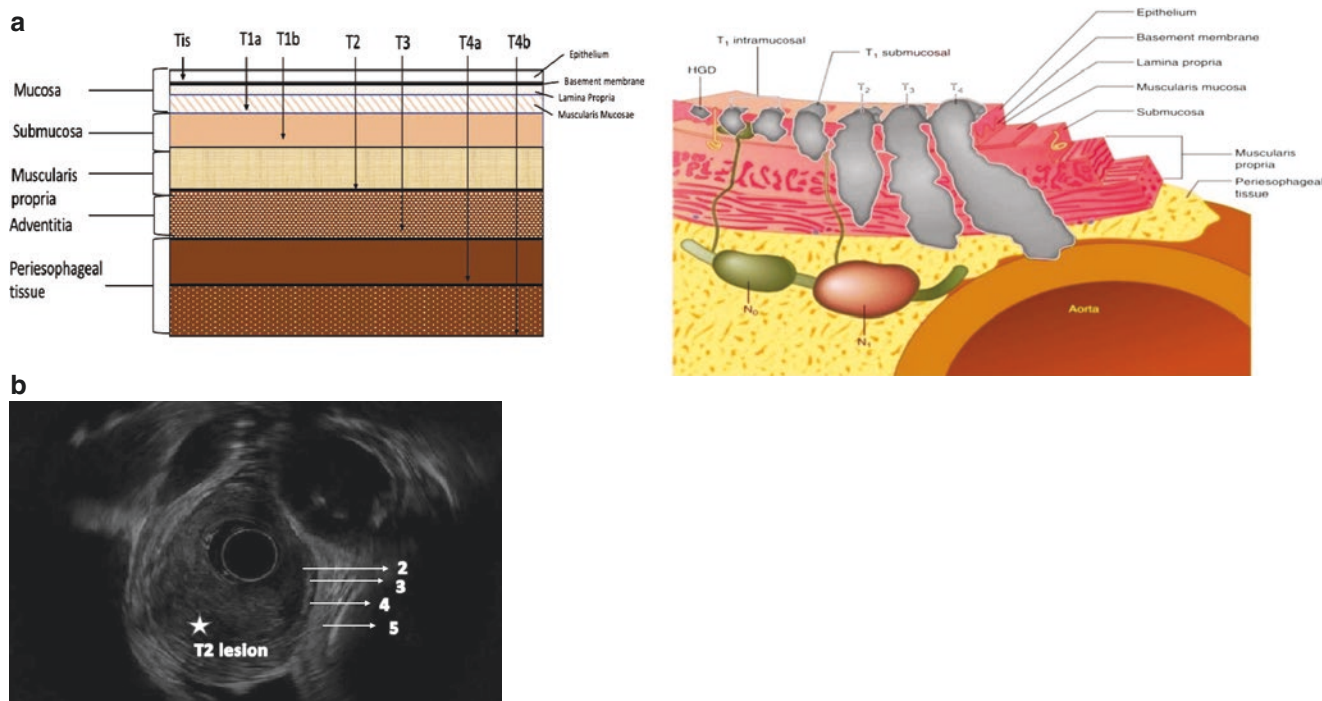 a
Tis
T1a
T1b
T2
T3
T4a
T4b
Mucosa
Submucosa
Muscularis
propria
Adventitia
Periesophageal
tissue
Epithelium
Basement membrane
Lamina Propria
Muscularis Mucosae
T₁ intramucosal
T₁ submucosal
HGD
T₂
T₃
T₄
Epithelium
Basement membrane
Lamina propria
Muscularis mucosa
Submucosa
Muscularis
propria
Periesophageal
tissue
N₀
N₁
Aorta
b
2
3
4
5
T2 lesion